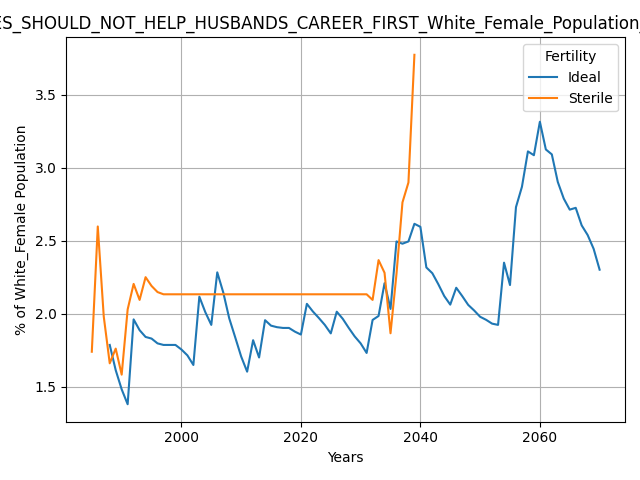 ES_SHOULD_NOT_HELP_HUSBANDS_CAREER_FIRST_White_Female_Population_
Fertility
Ideal
Sterile
% of White_Female Population
3.5
3.0
2.5
2.0
1.5
2000
2020
2040
2060
Years